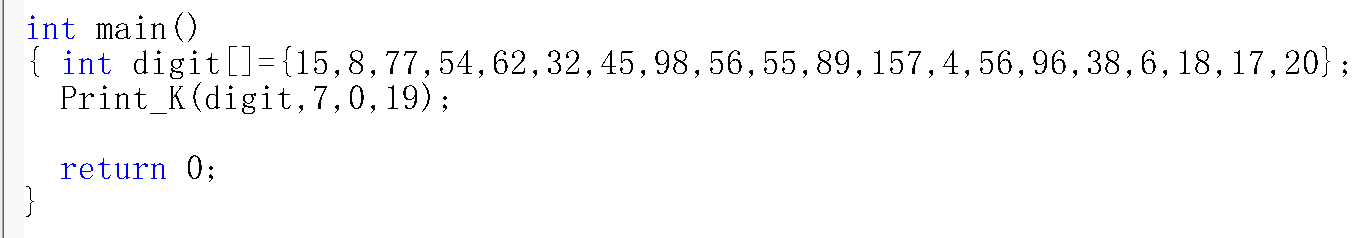 int main()
{ int digit[]={15,8,77,54,62,32,45,98,56,55,89,157,4,56,96,38,6,18,17,20};
Print_K(digit,7,0,19);
return 0;
}